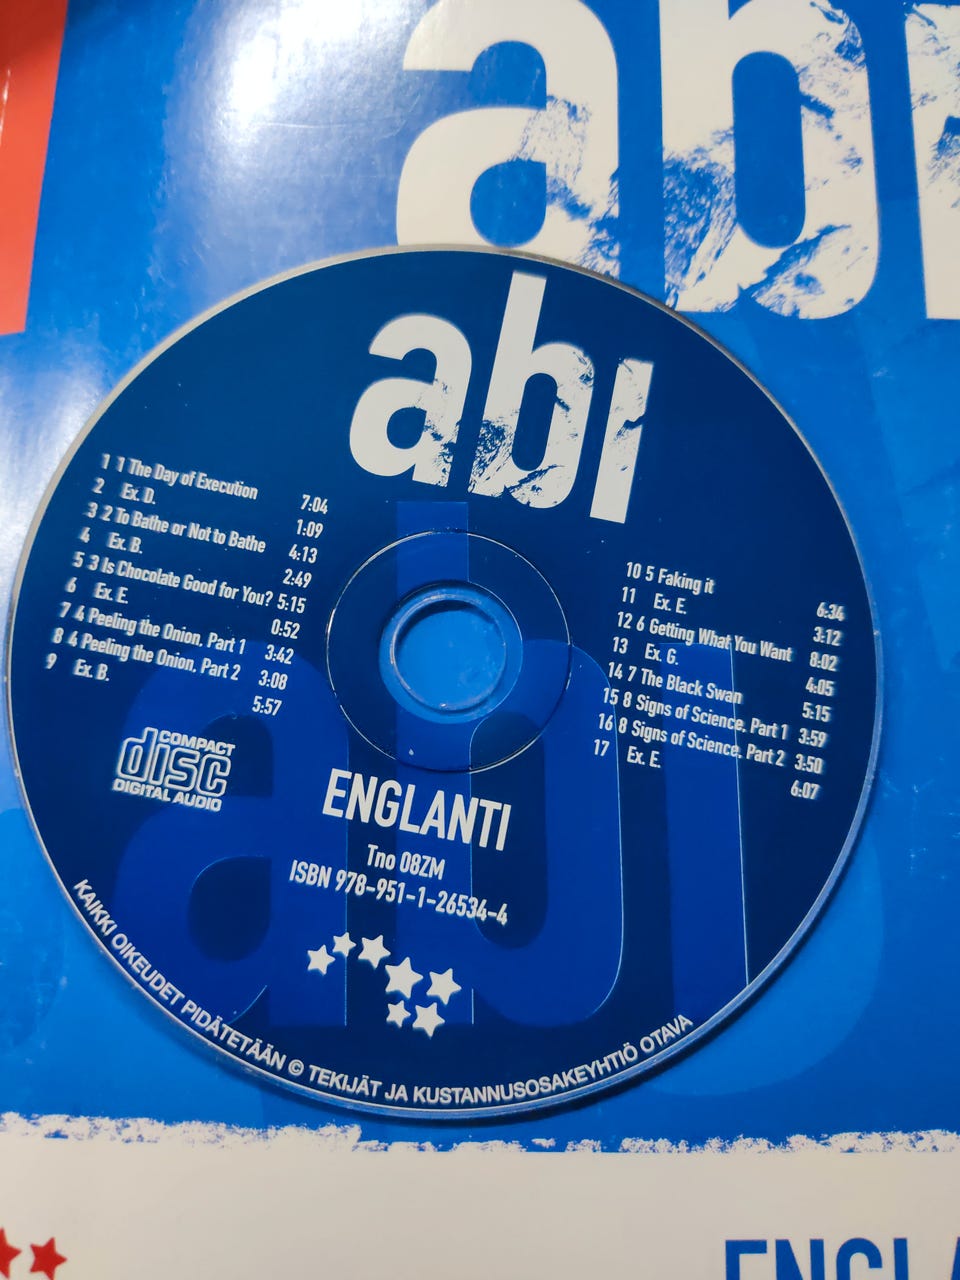 abi
abi
1 1 The Day of Execution 7:04
2 Ex. D. 1:09
3 2 To Bathe or Not to Bathe 4:13
4 Ex. B. 2:49
5 3 Is Chocolate Good for You? 5:15
6 Ex. E. 0:52
7 4 Peeling the Onion, Part 1 3:42
8 4 Peeling the Onion, Part 2 3:08
9 Ex. B. 5:57
10 5 Faking it 6:34
11 Ex. E. 3:12
12 6 Getting What You Want 8:02
13 Ex. G. 4:05
14 7 The Black Swan 5:15
15 8 Signs of Science, Part 1 3:59
16 8 Signs of Science, Part 2 3:50
17 Ex. E. 6:07
COMPACT
disc
DIGITAL AUDIO
ENGLANTI
Tno 08ZM
ISBN 978-951-1-26534-4
KAIKKI OIKEUDET PIDÄTETÄÄN © TEKIJÄT JA KUSTANNUSOSAKEYHTIÖ OTAVA